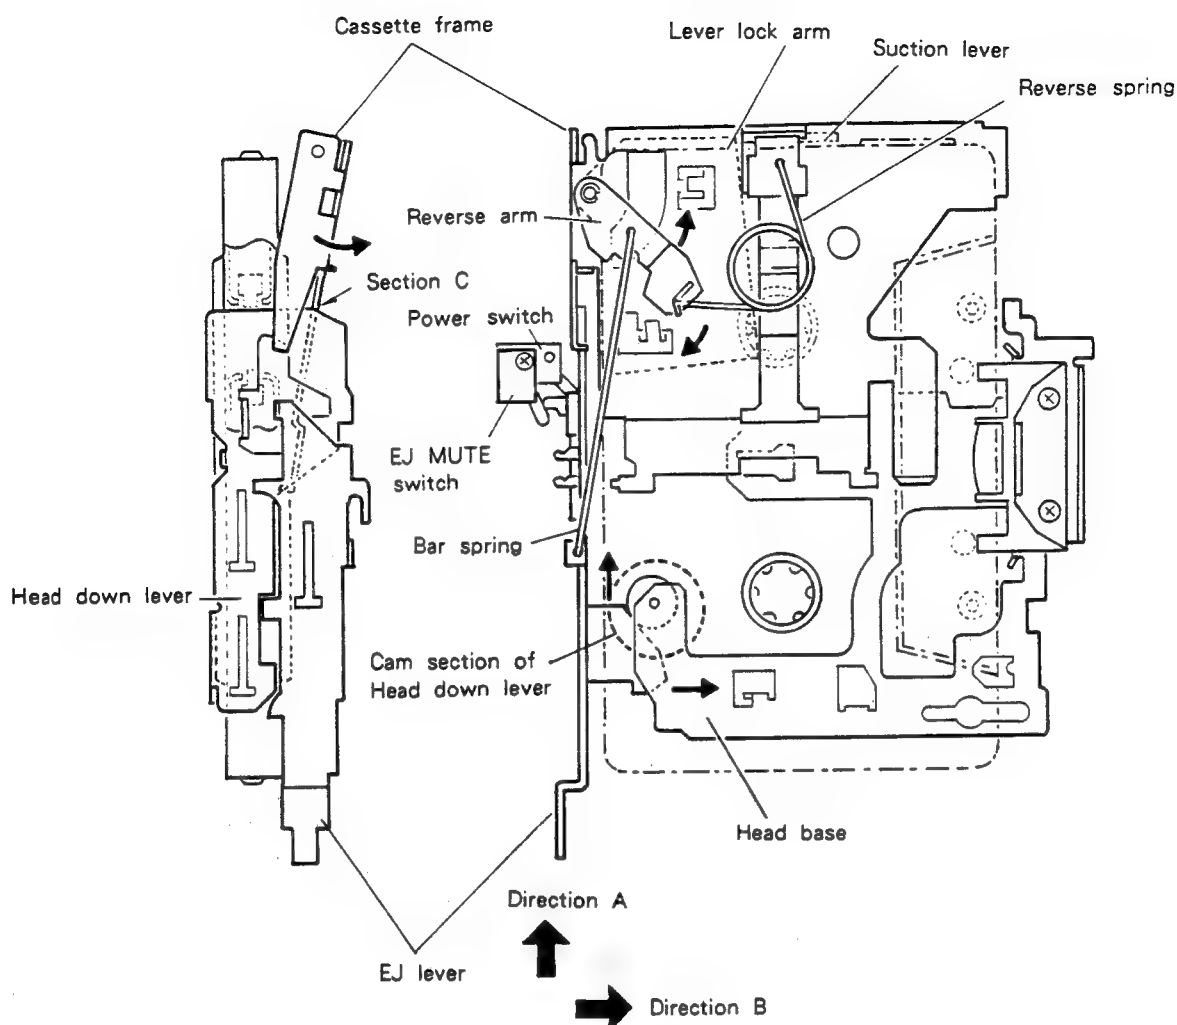 Cassette frame
Lever lock arm
Suction lever
Reverse spring
Reverse arm
Section C
Power switch
EJ MUTE
switch
Bar spring
Head down lever
Cam section of
Head down lever
Head base
Direction A
EJ lever
Direction B